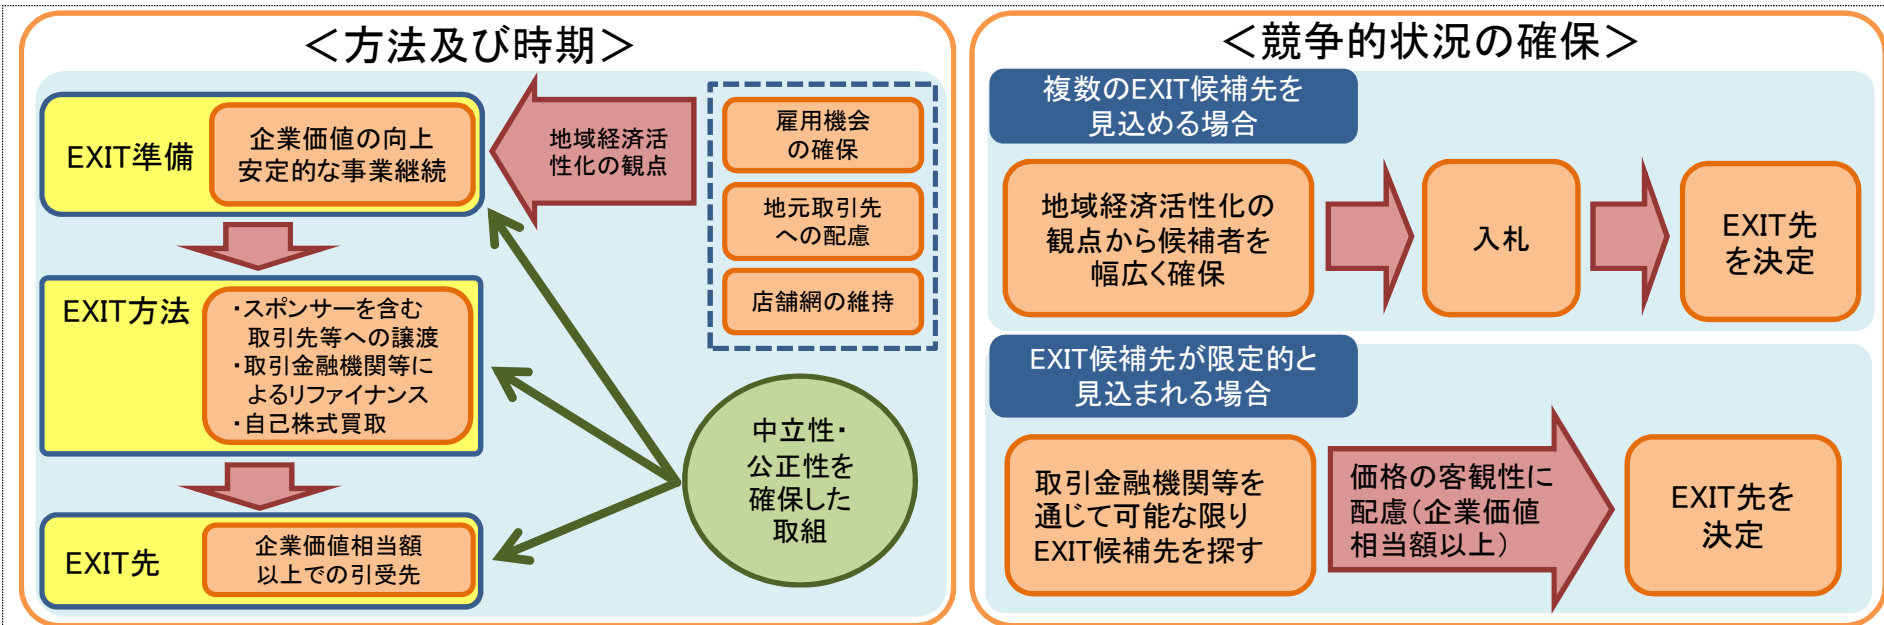 ＜方法及び時期＞
EXIT準備
企業価値の向上
安定的な事業継続
地域経済活
性化の観点
雇用機会
の確保
地元取引先
への配慮
店舗網の維持
EXIT方法
・スポンサーを含む
取引先等への譲渡
・取引金融機関等に
よるリファイナンス
・自己株式買取
中立性・
公正性を
確保した
取組
EXIT先
企業価値相当額
以上での引受先
＜競争的状況の確保＞
複数のEXIT候補先を
見込める場合
地域経済活性化の
観点から候補者を
幅広く確保
入札
EXIT先
を決定
EXIT候補先が限定的と
見込まれる場合
取引金融機関等を
通じて可能な限り
EXIT候補先を探す
価格の客観性に
配慮（企業価値
相当額以上）
EXIT先を
決定